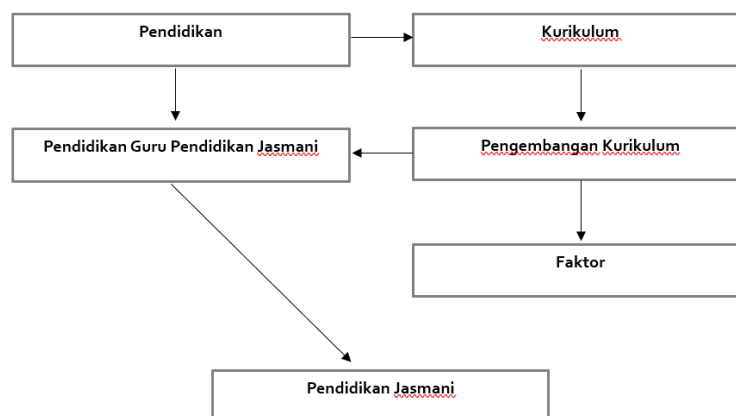 Pendidikan
Kurikulum
Pendidikan Guru Pendidikan Jasmani
Pengembangan Kurikulum
Faktor
Pendidikan Jasmani